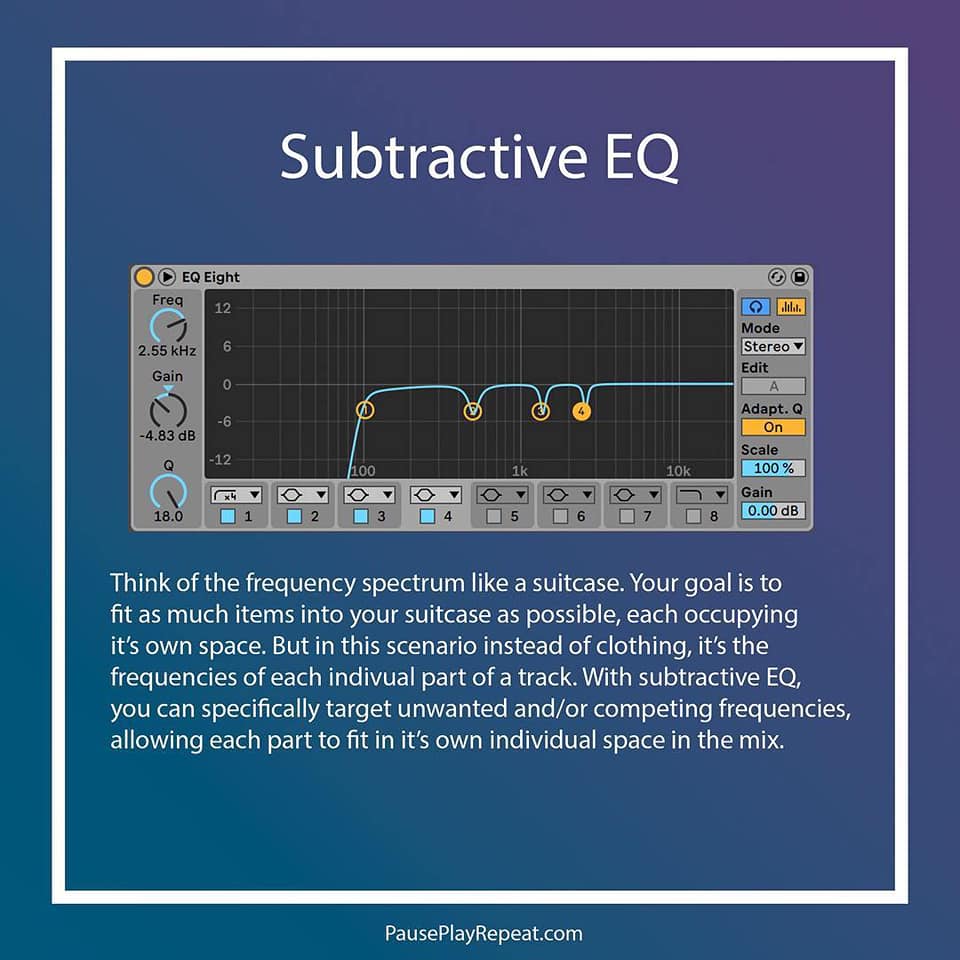 Subtractive EQ
EQ Eight
Freq
2.55 kHz
Gain
-4.83 dB
Q
18.0
12
6
0
-6
-12
100 1k 10k
1 2 3 4
x4
1 2 3 4 5 6 7 8
Mode
Stereo
Edit
A
Adapt. Q
On
Scale
100 %
Gain
0.00 dB
Think of the frequency spectrum like a suitcase. Your goal is to
fit as much items into your suitcase as possible, each occupying
it's own space. But in this scenario instead of clothing, it's the
frequencies of each indivual part of a track. With subtractive EQ,
you can specifically target unwanted and/or competing frequencies,
allowing each part to fit in it's own individual space in the mix.
PausePlayRepeat.com